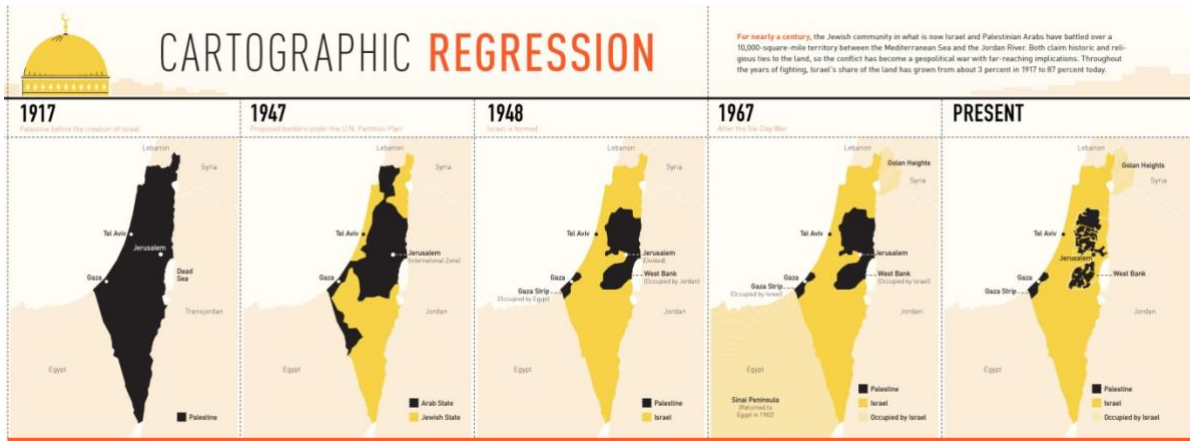 CARTOGRAPHIC REGRESSION
For nearly a century, the Jewish community in what is now Israel and Palestinian Arabs have battled over a
10,000-square-mile territory between the Mediterranean Sea and the Jordan River. Both claim historic and reli-
gious ties to the land, so the conflict has become a geopolitical war with far-reaching implications. Throughout
the years of fighting, Israel's share of the land has grown from about 3 percent in 1917 to 87 percent today.
1917
Palestine before the creation of Israel
Lebanon
Syria
Tel Aviv
Jerusalem
Gaza
Dead
Sea
Transjordan
Egypt
Palestine
1947
Proposed borders under the U.N. Partition Plan
Lebanon
Syria
Tel Aviv
Jerusalem
(International Zone)
Gaza
Jordan
Egypt
Arab State
Jewish State
1948
Israel is formed
Lebanon
Syria
Tel Aviv
Jerusalem
(Divided)
Gaza
West Bank
(Occupied by Jordan)
Gaza Strip
(Occupied by Egypt)
Jordan
Egypt
Palestine
Israel
1967
After the Six-Day War
Lebanon
Golan Heights
Syria
Tel Aviv
Jerusalem
Gaza
West Bank
(Occupied by Israel)
Gaza Strip
(Occupied by Israel)
Jordan
Egypt
Sinai Peninsula
(Returned to
Egypt in 1982)
Palestine
Israel
Occupied by Israel
PRESENT
Lebanon
Golan Heights
Syria
Tel Aviv
Jerusalem
Gaza
West Bank
Gaza Strip
Jordan
Egypt
Palestine
Israel
Occupied by Israel